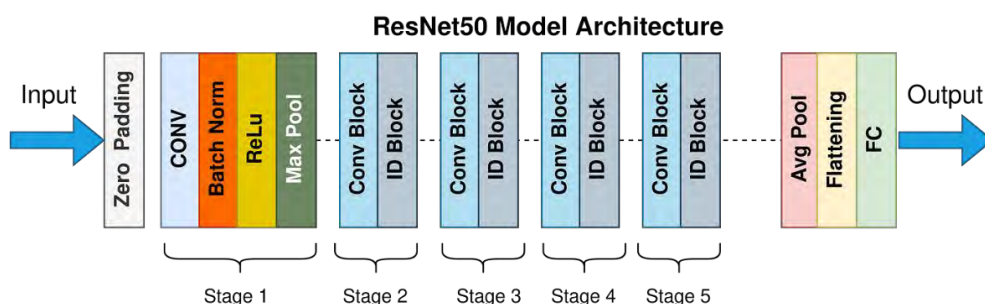 ResNet50 Model Architecture
Input
Zero Padding
CONV
Batch Norm
ReLu
Max Pool
Conv Block
ID Block
Conv Block
ID Block
Conv Block
ID Block
Conv Block
ID Block
Avg Pool
Flattening
FC
Output
Stage 1
Stage 2
Stage 3
Stage 4
Stage 5